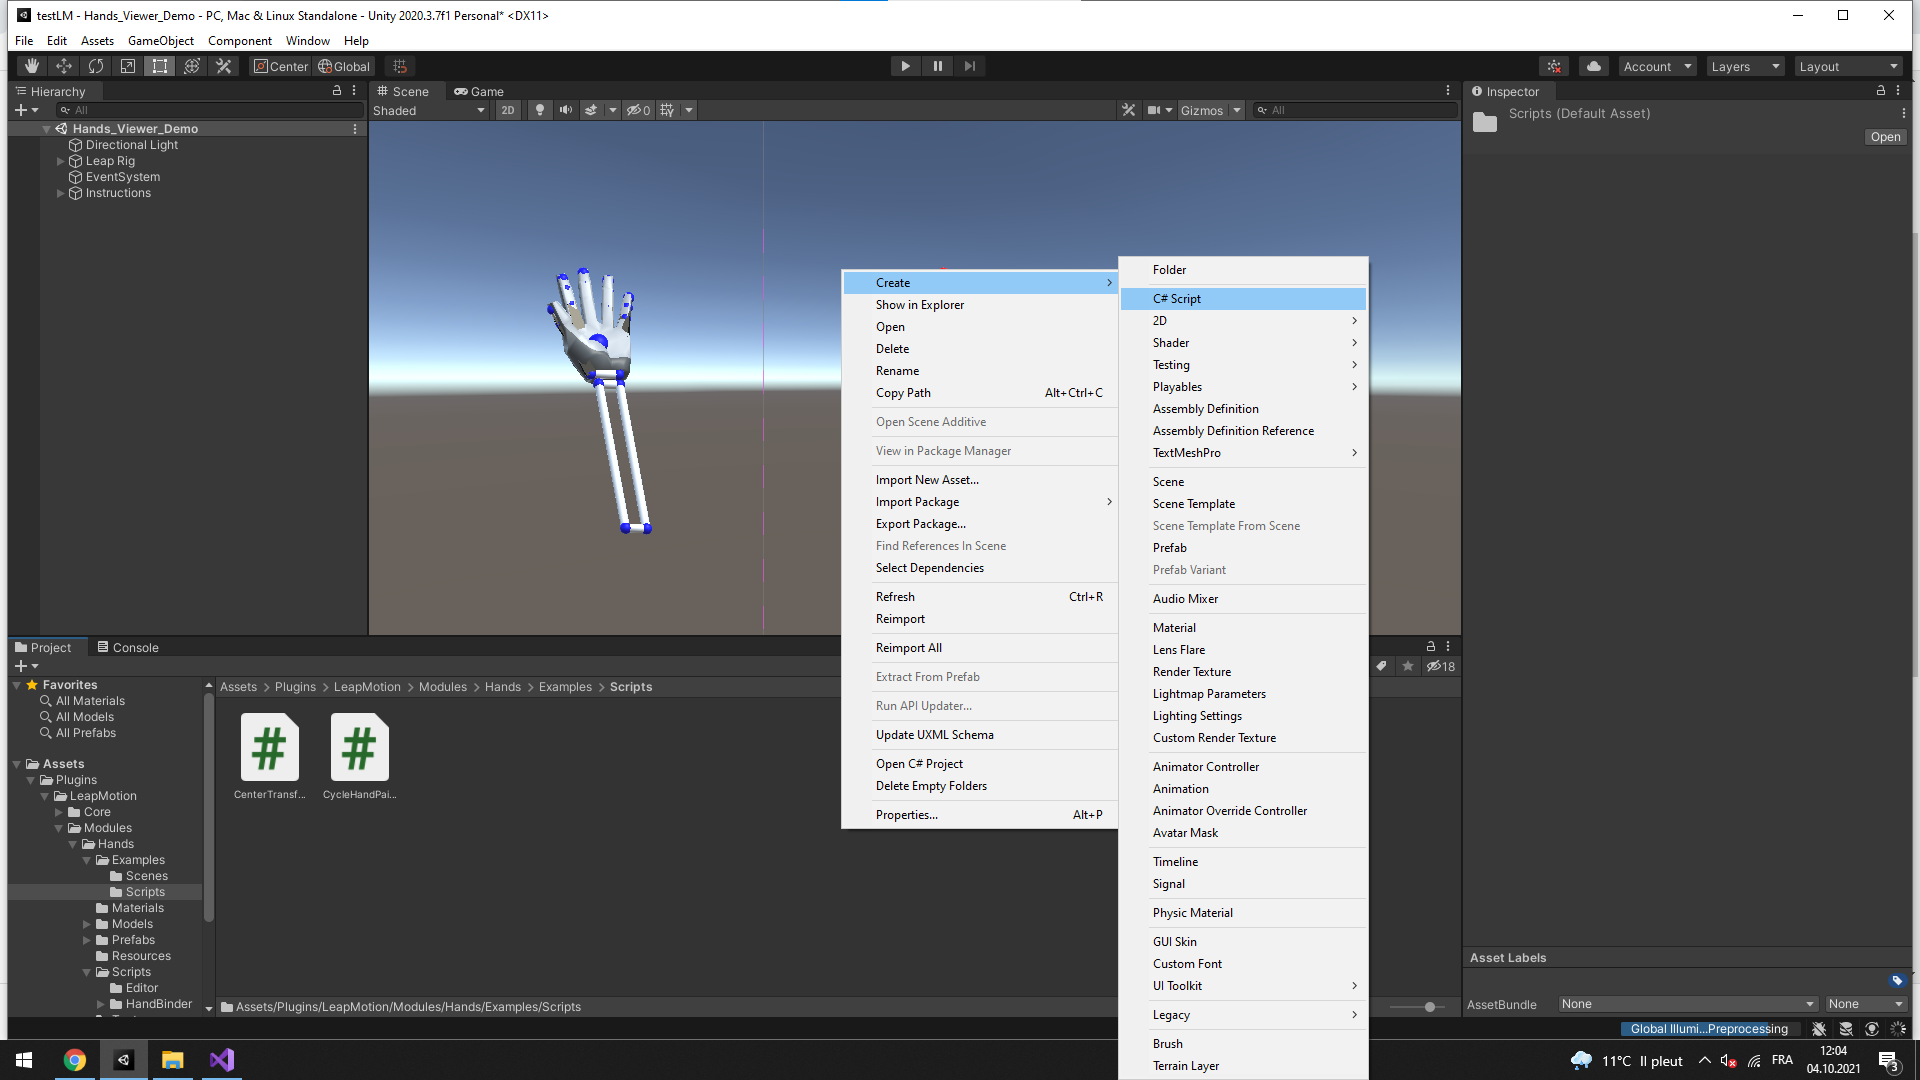 testLM - Hands_Viewer_Demo - PC, Mac & Linux Standalone - Unity 2020.3.7f1 Personal* <DX11>
File Edit Assets GameObject Component Window Help
Center Global Account Layers Layout
Hierarchy
All
Hands_Viewer_Demo
Directional Light
Leap Rig
EventSystem
Instructions
Scene Game
Shaded 2D 0 Gizmos All
Inspector
Scripts (Default Asset)
Open
Create
Show in Explorer
Open
Delete
Rename
Copy Path Alt+Ctrl+C
Open Scene Additive
View in Package Manager
Import New Asset...
Import Package
Export Package...
Find References In Scene
Select Dependencies
Refresh Ctrl+R
Reimport
Reimport All
Extract From Prefab
Run API Updater...
Update UXML Schema
Open C# Project
Delete Empty Folders
Properties... Alt+P
Folder
C# Script
2D
Shader
Testing
Playables
Assembly Definition
Assembly Definition Reference
TextMeshPro
Scene
Scene Template
Scene Template From Scene
Prefab
Prefab Variant
Audio Mixer
Material
Lens Flare
Render Texture
Lightmap Parameters
Lighting Settings
Custom Render Texture
Animator Controller
Animation
Animator Override Controller
Avatar Mask
Timeline
Signal
Physic Material
GUI Skin
Custom Font
UI Toolkit
Legacy
Brush
Terrain Layer
Project Console
18
Favorites
All Materials
All Models
All Prefabs
Assets
Plugins
LeapMotion
Core
Modules
Hands
Examples
Scenes
Scripts
Materials
Models
Prefabs
Resources
Scripts
Editor
HandBinder
Assets > Plugins > LeapMotion > Modules > Hands > Examples > Scripts
#
CenterTransf...
#
CycleHandPai...
Assets/Plugins/LeapMotion/Modules/Hands/Examples/Scripts
Asset Labels
AssetBundle None None
Global Illumi...Preprocessing
11°C Il pleut FRA
12:04
04.10.2021
3